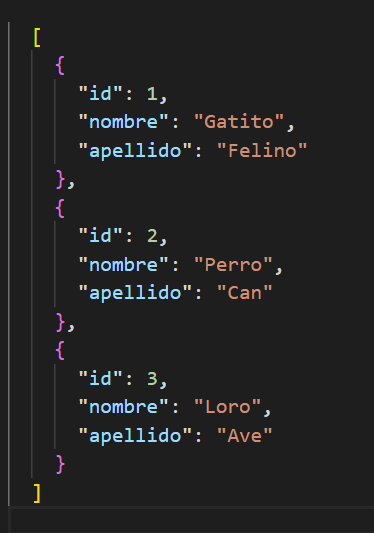 [
{
"id": 1,
"nombre": "Gatito",
"apellido": "Felino"
},
{
"id": 2,
"nombre": "Perro",
"apellido": "Can"
},
{
"id": 3,
"nombre": "Loro",
"apellido": "Ave"
}
]